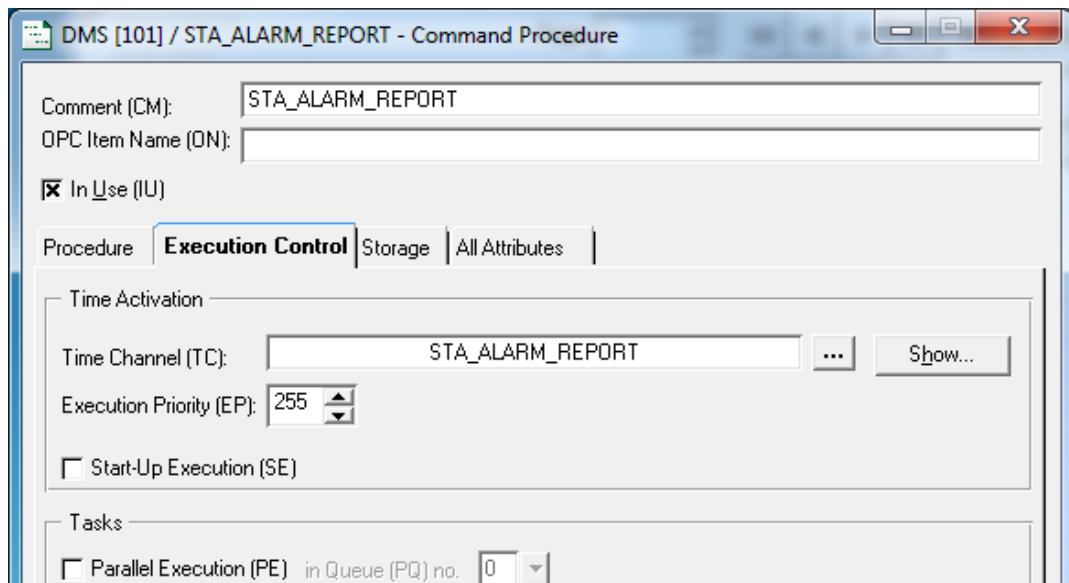 DMS [101] / STA_ALARM_REPORT - Command Procedure
Comment (CM): STA_ALARM_REPORT
OPC Item Name (ON):
In Use (IU)
Procedure Execution Control Storage All Attributes
Time Activation
Time Channel (TC): STA_ALARM_REPORT ... Show...
Execution Priority (EP): 255
Start-Up Execution (SE)
Tasks
Parallel Execution (PE) in Queue (PQ) no. 0